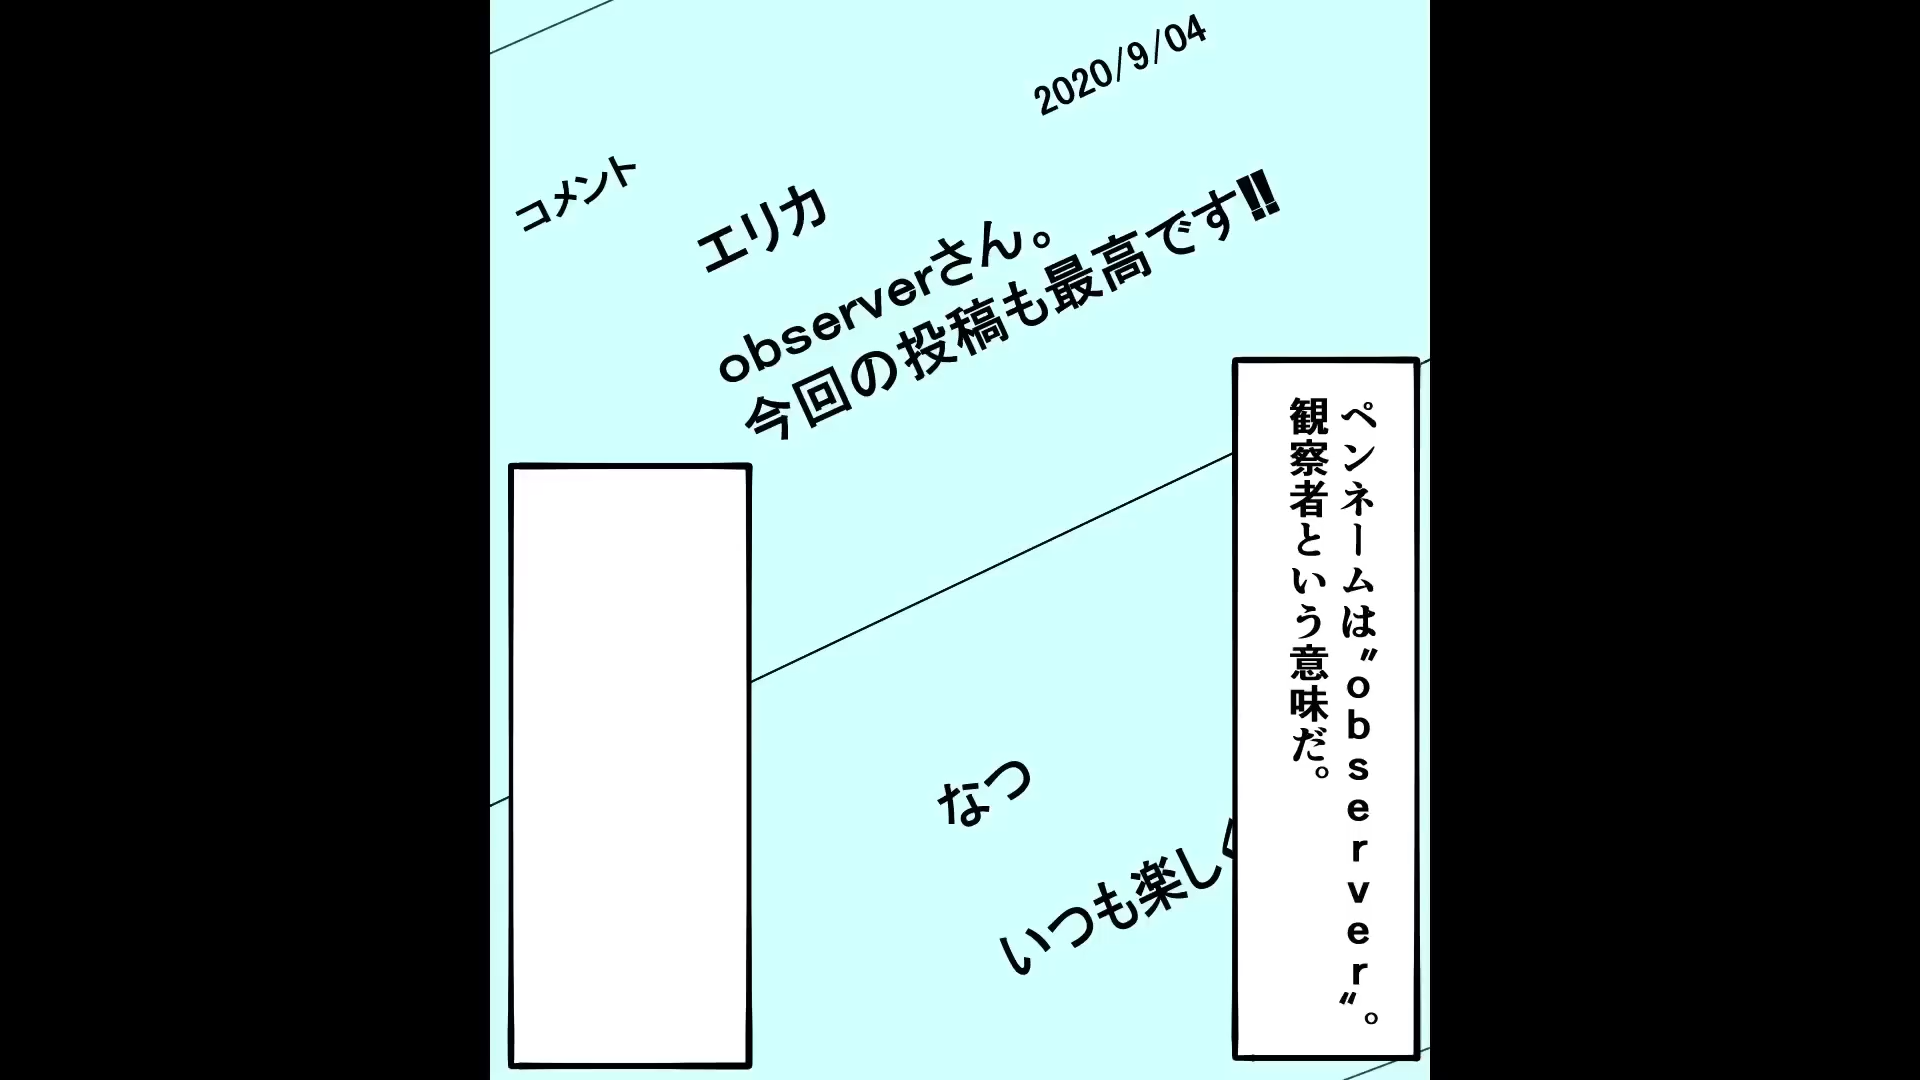 2020/9/04
コメント
エリカ
observerさん。
今回の投稿も最高です!!
ペンネームは〝observer〟。
観察者という意味だ。
なつ
いつも楽しく